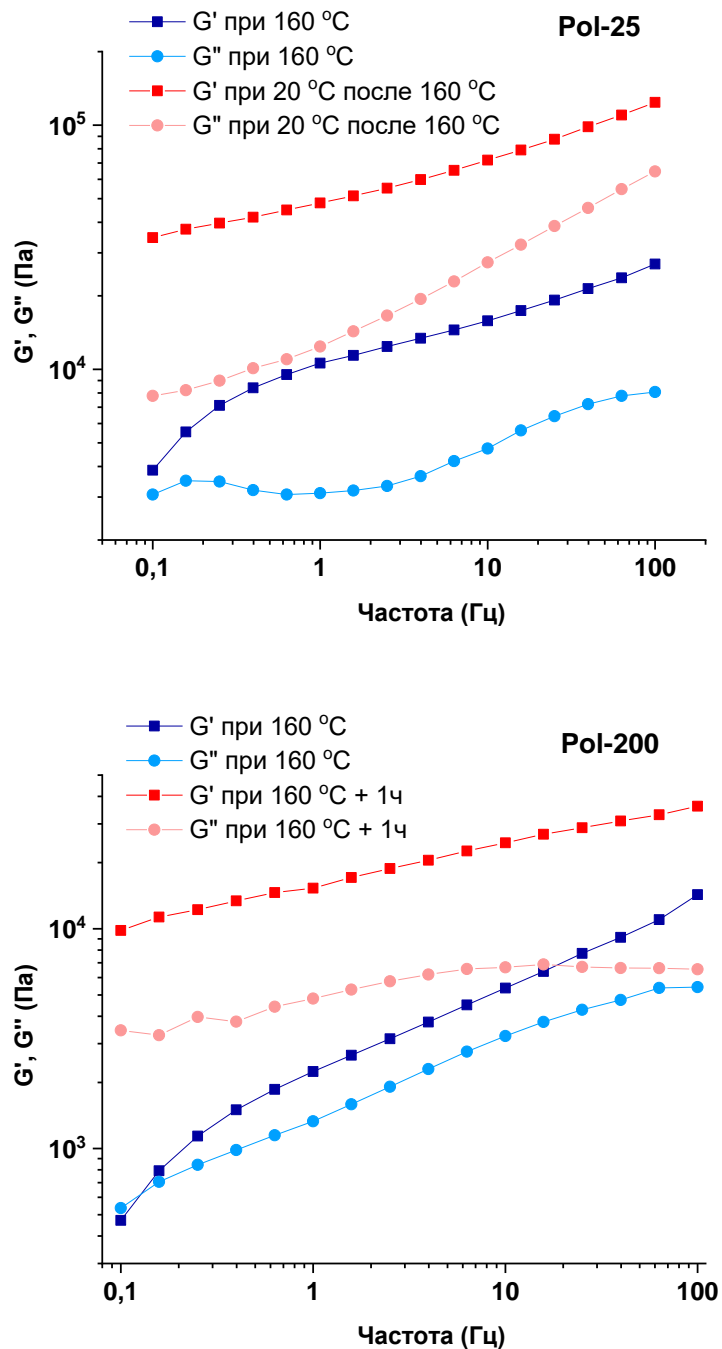 Pol-25
G' при 160 °C
G" при 160 °C
G' при 20 °C после 160 °C
G" при 20 °C после 160 °C
G', G" (Па)
10⁵
10⁴
0,1 1 10 100
Частота (Гц)
Pol-200
G' при 160 °C
G" при 160 °C
G' при 160 °C + 1ч
G" при 160 °C + 1ч
G', G" (Па)
10⁴
10³
0,1 1 10 100
Частота (Гц)